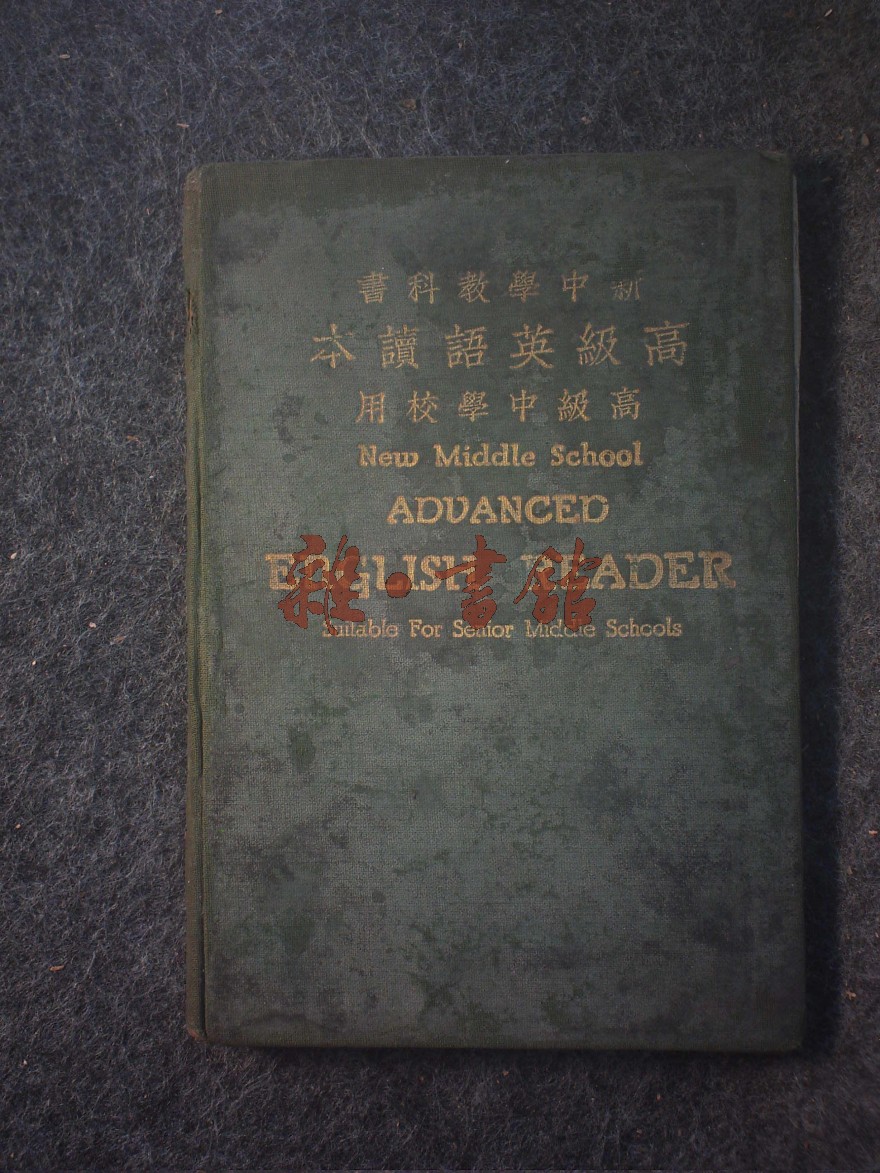 新中學教科書
高級英語讀本
高級中學校用
New Middle School
ADVANCED
ENGLISH READER
雜·書館
Suitable For Senior Middle Schools